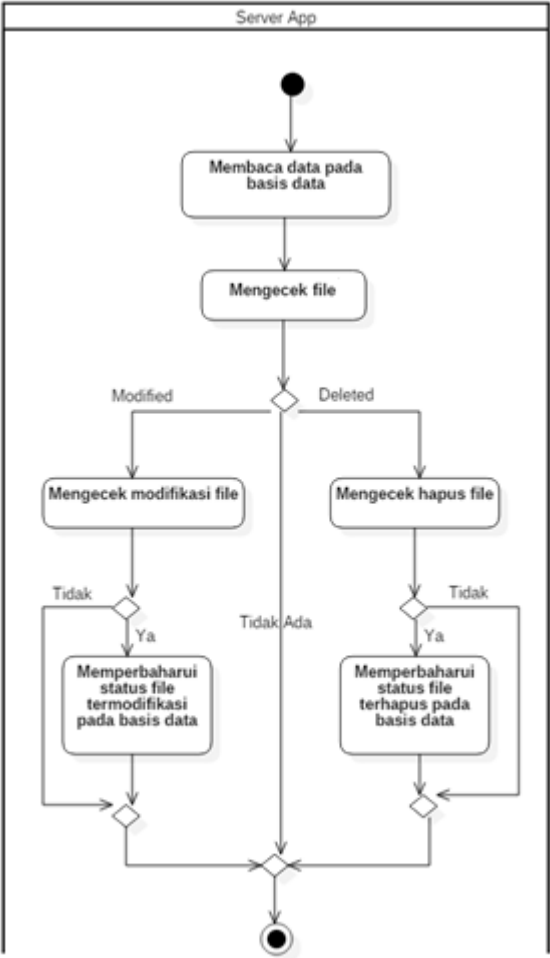 Server App
Membaca data pada
basis data
Mengecek file
Modified
Deleted
Mengecek modifikasi file
Mengecek hapus file
Tidak
Tidak
Tidak Ada
Ya
Ya
Memperbaharui
status file
termodifikasi
pada basis data
Memperbaharui
status file
terhapus pada
basis data